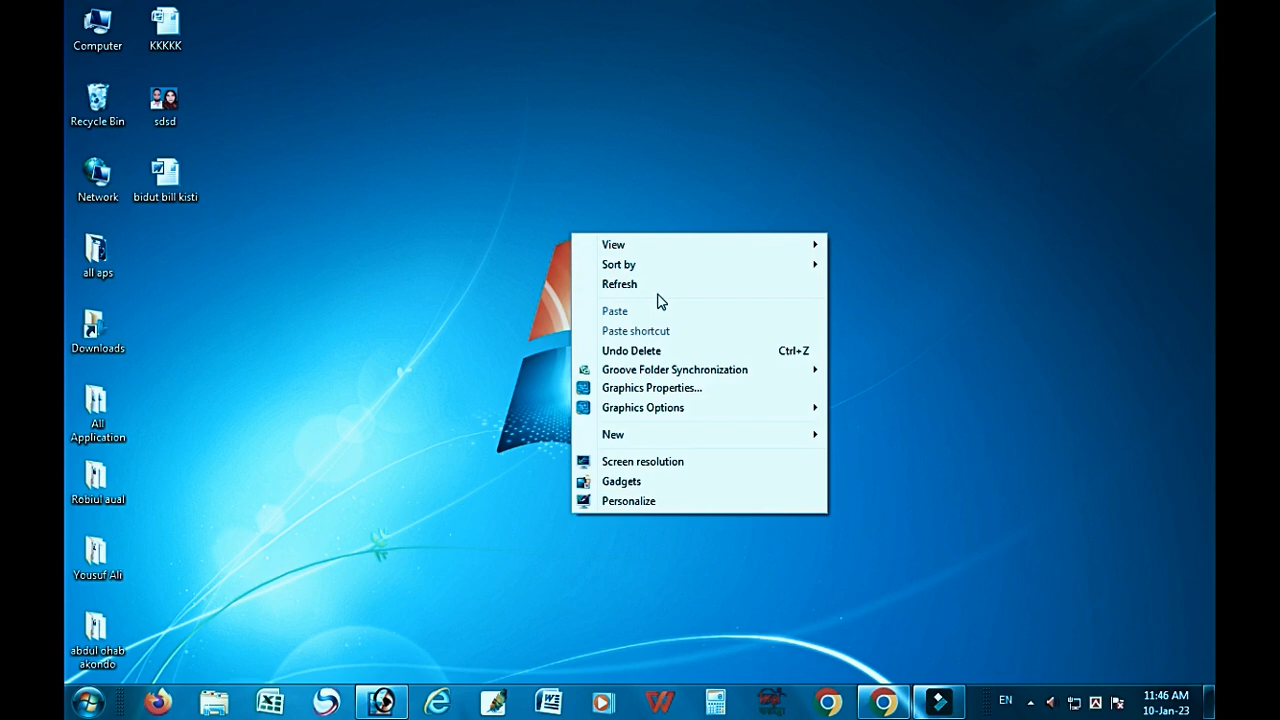 Computer
KKKKK
Recycle Bin
sdsd
Network
bidut bill kisti
all aps
Downloads
All
Application
Robiul aual
Yousuf Ali
abdul ohab
akondo
View
Sort by
Refresh
Paste
Paste shortcut
Undo Delete Ctrl+Z
Groove Folder Synchronization
Graphics Properties...
Graphics Options
New
Screen resolution
Gadgets
Personalize
EN
11:46 AM
10-Jan-23